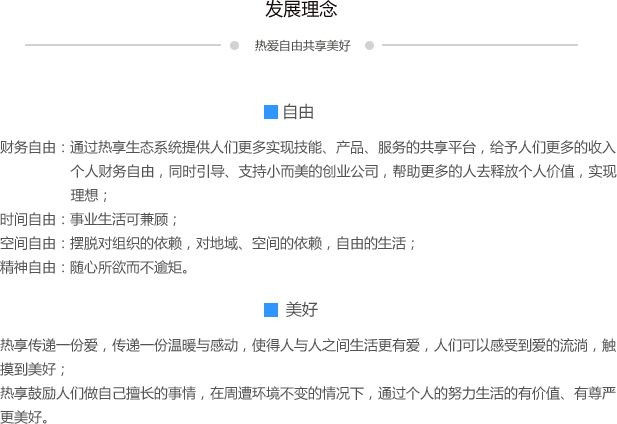 发展理念
热爱自由共享美好
自由
财务自由：通过热享生态系统提供人们更多实现技能、产品、服务的共享平台，给予人们更多的收入
个人财务自由，同时引导、支持小而美的创业公司，帮助更多的人去释放个人价值，实现
理想；
时间自由：事业生活可兼顾；
空间自由：摆脱对组织的依赖，对地域、空间的依赖，自由的生活；
精神自由：随心所欲而不逾矩。
美好
热享传递一份爱，传递一份温暖与感动，使得人与人之间生活更有爱，人们可以感受到爱的流淌，触
摸到美好；
热享鼓励人们做自己擅长的事情，在周遭环境不变的情况下，通过个人的努力生活的有价值、有尊严
更美好。